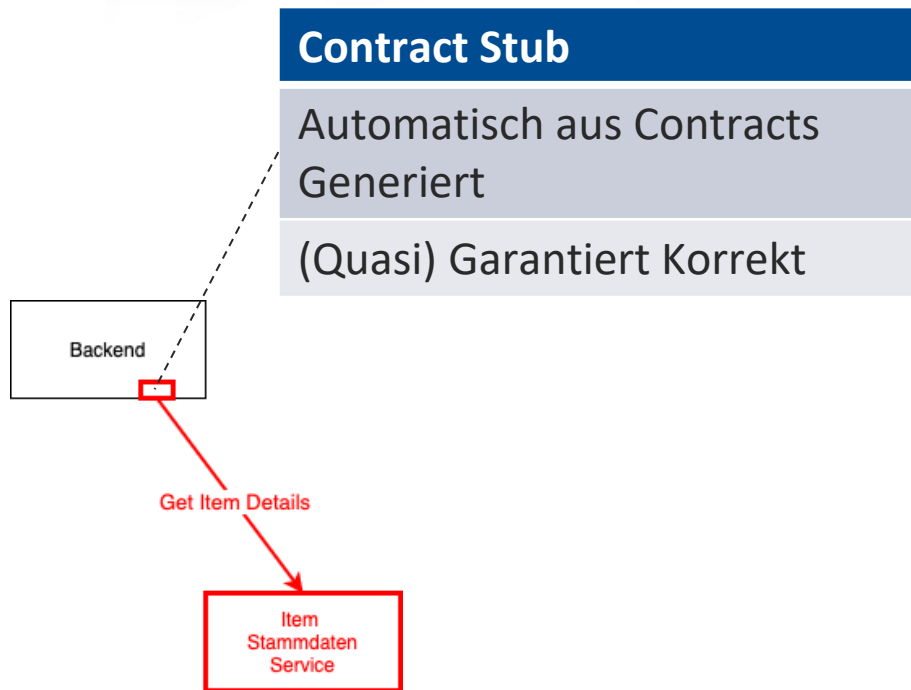 Contract Stub
Automatisch aus Contracts
Generiert
(Quasi) Garantiert Korrekt
Backend
Get Item Details
Item
Stammdaten
Service